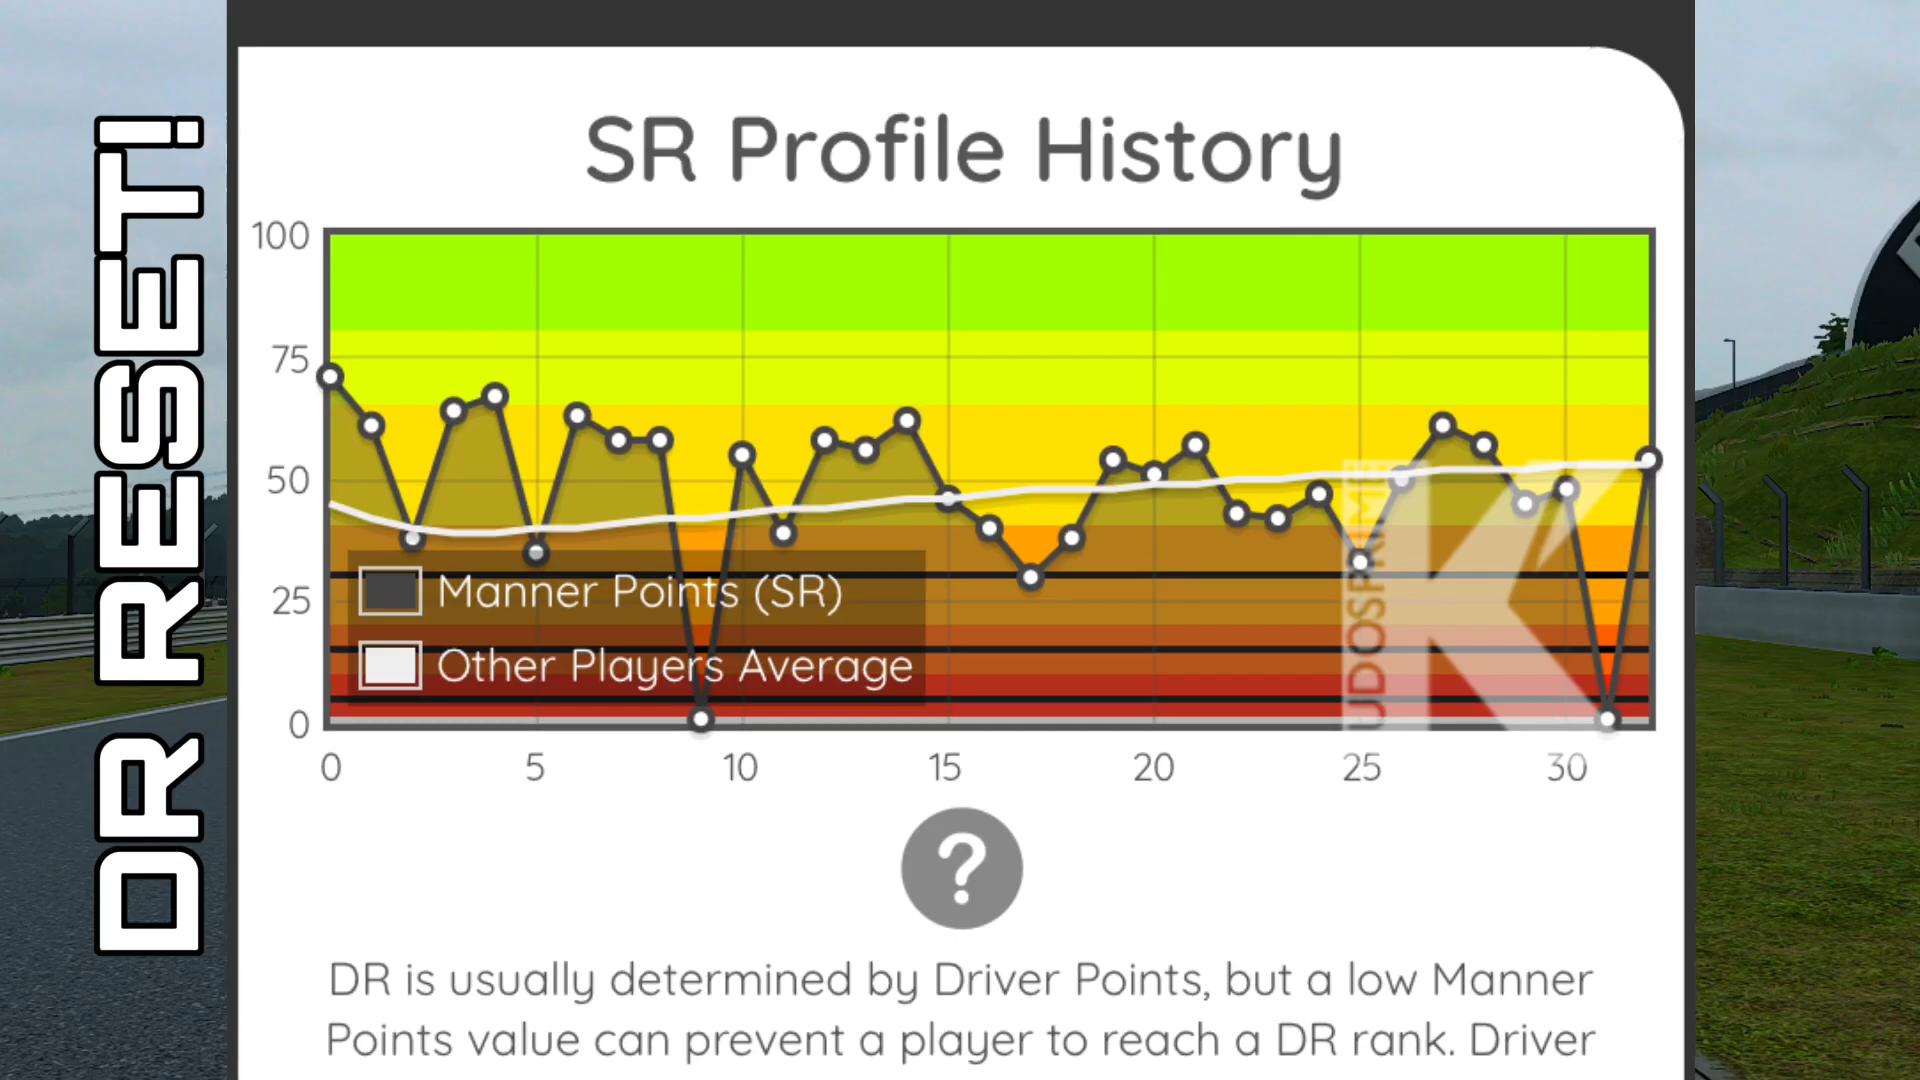 DR RESET!
SR Profile History
100
75
50
25
0
Manner Points (SR)
Other Players Average
0 5 10 15 20 25 30
UDOSPRIME
K'
?
DR is usually determined by Driver Points, but a low Manner
Points value can prevent a player to reach a DR rank. Driver